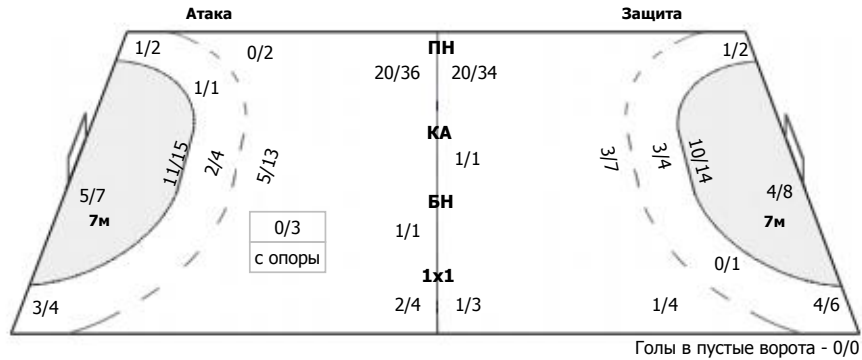 Атака Защита
1/2 0/2 ПН 1/2
20/36 20/34
1/1
КА
11/15 2/4 5/13 1/1 3/7 3/4 10/14
5/7 БН 4/8
7м 7м
0/3 1/1
с опоры 0/1
1х1
3/4 2/4 1/3 1/4 4/6
Голы в пустые ворота - 0/0